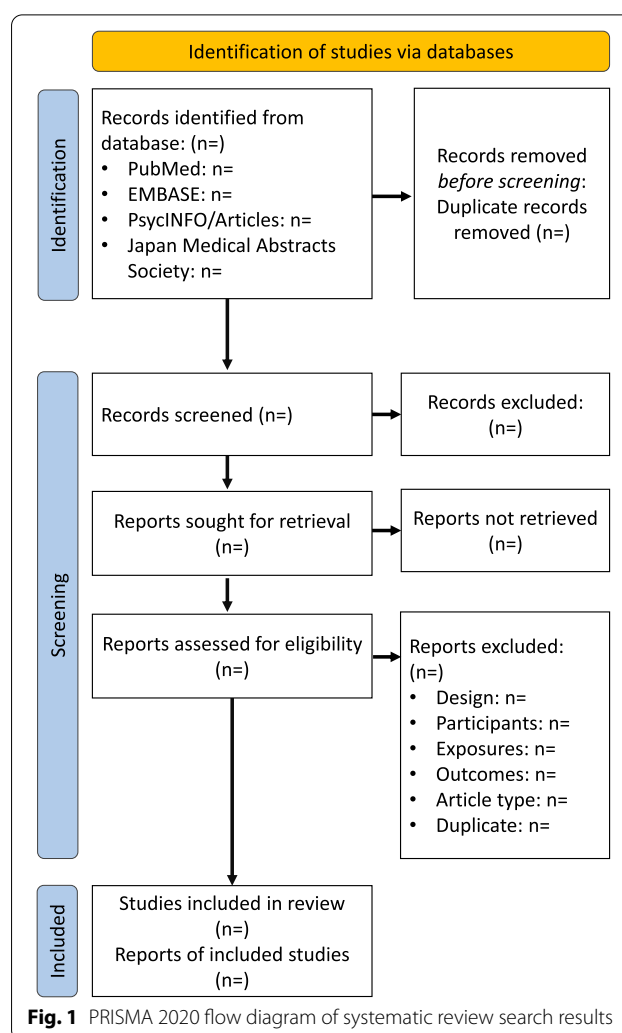 Identification of studies via databases
Identification
Records identified from
database: (n=)
• PubMed: n=
• EMBASE: n=
• PsycINFO/Articles: n=
• Japan Medical Abstracts
Society: n=
Records removed
before screening:
Duplicate records
removed (n=)
Screening
Records screened (n=)
Records excluded:
(n=)
Reports sought for retrieval
(n=)
Reports not retrieved
(n=)
Reports assessed for eligibility
(n=)
Reports excluded:
(n=)
• Design: n=
• Participants: n=
• Exposures: n=
• Outcomes: n=
• Article type: n=
• Duplicate: n=
Included
Studies included in review
(n=)
Reports of included studies
(n=)
Fig. 1 PRISMA 2020 flow diagram of systematic review search results